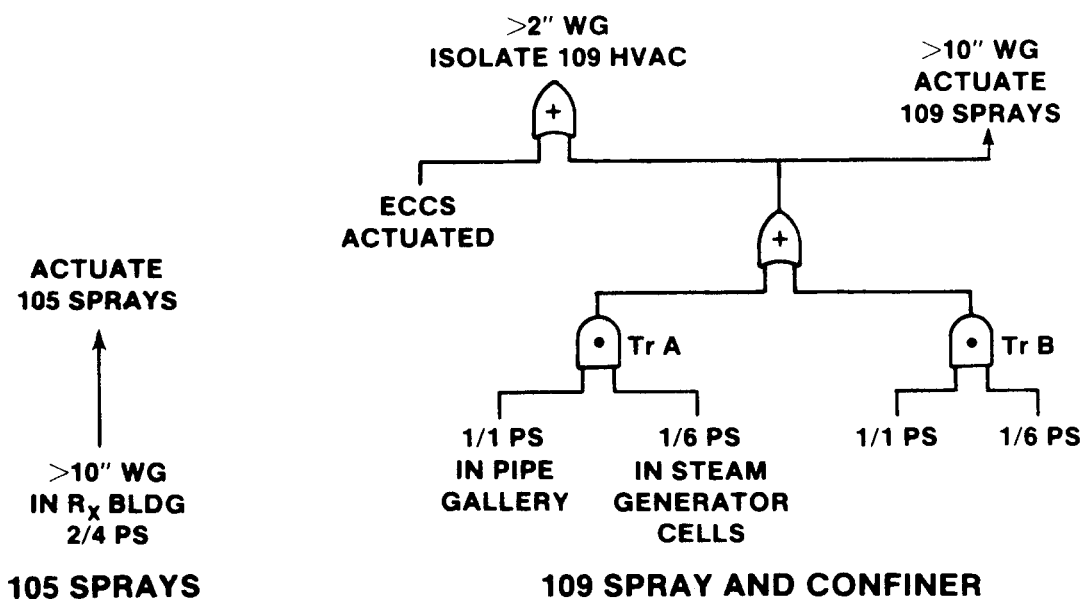 >2" WG
ISOLATE 109 HVAC
>10" WG
ACTUATE
109 SPRAYS
+
ECCS
ACTUATED
+
ACTUATE
105 SPRAYS
Tr A
Tr B
1/1 PS
IN PIPE
GALLERY
1/6 PS
IN STEAM
GENERATOR
CELLS
1/1 PS
1/6 PS
>10" WG
IN RX BLDG
2/4 PS
105 SPRAYS
109 SPRAY AND CONFINER